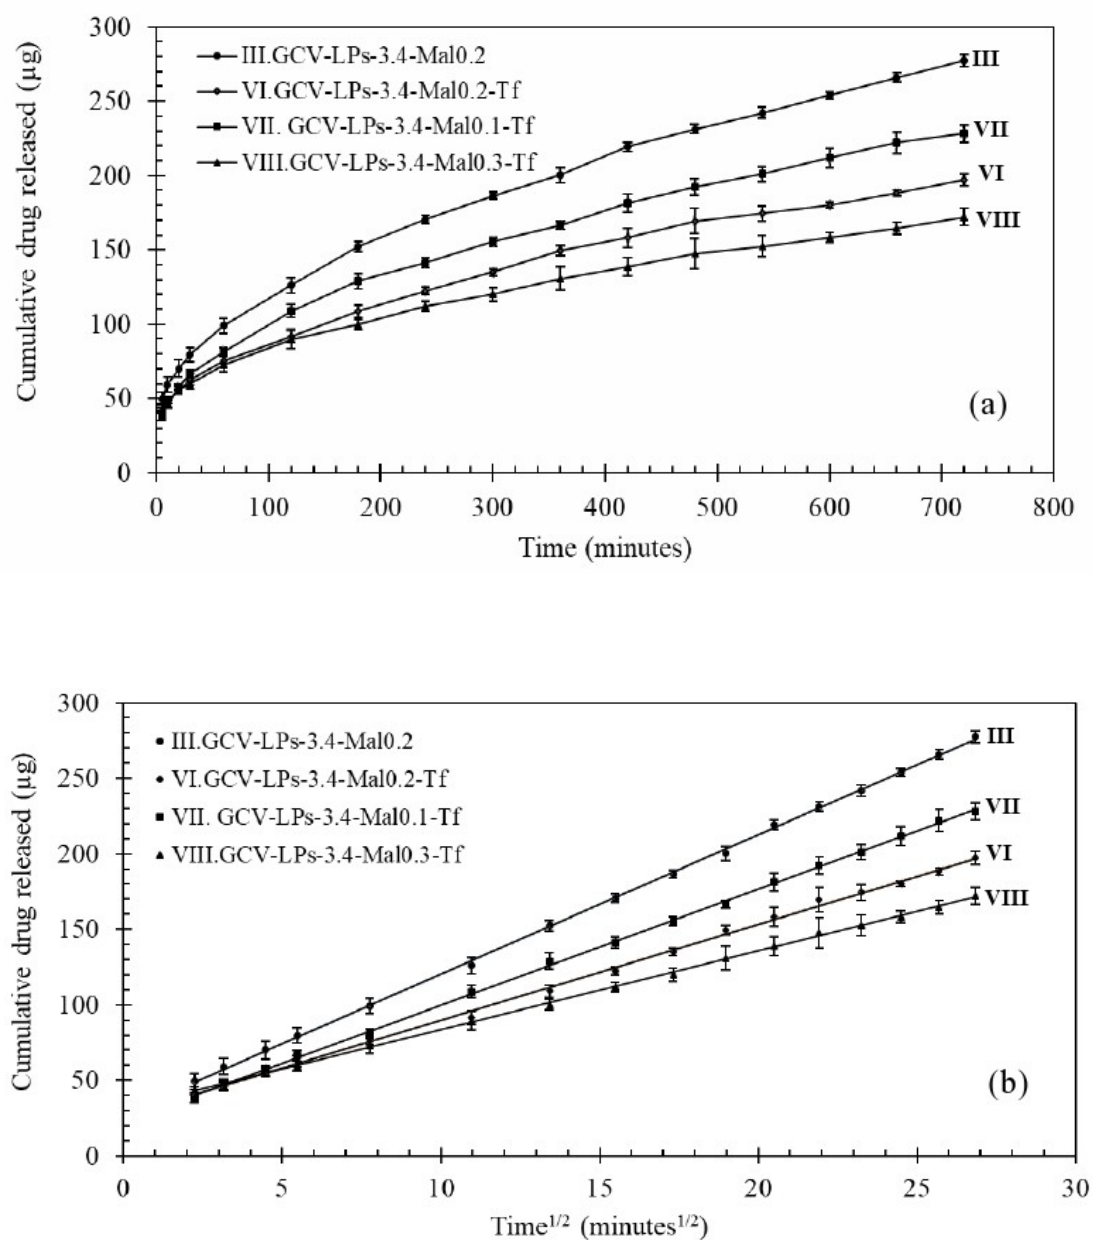 300
250
200
150
100
50
0
Cumulative drug released (µg)
III.GCV-LPs-3.4-Mal0.2
VI.GCV-LPs-3.4-Mal0.2-Tf
VII. GCV-LPs-3.4-Mal0.1-Tf
VIII.GCV-LPs-3.4-Mal0.3-Tf
III
VII
VI
VIII
(a)
0 100 200 300 400 500 600 700 800
Time (minutes)
300
250
200
150
100
50
0
Cumulative drug released (µg)
III.GCV-LPs-3.4-Mal0.2
VI.GCV-LPs-3.4-Mal0.2-Tf
VII. GCV-LPs-3.4-Mal0.1-Tf
VIII.GCV-LPs-3.4-Mal0.3-Tf
III
VII
VI
VIII
(b)
0 5 10 15 20 25 30
Time1/2 (minutes1/2)